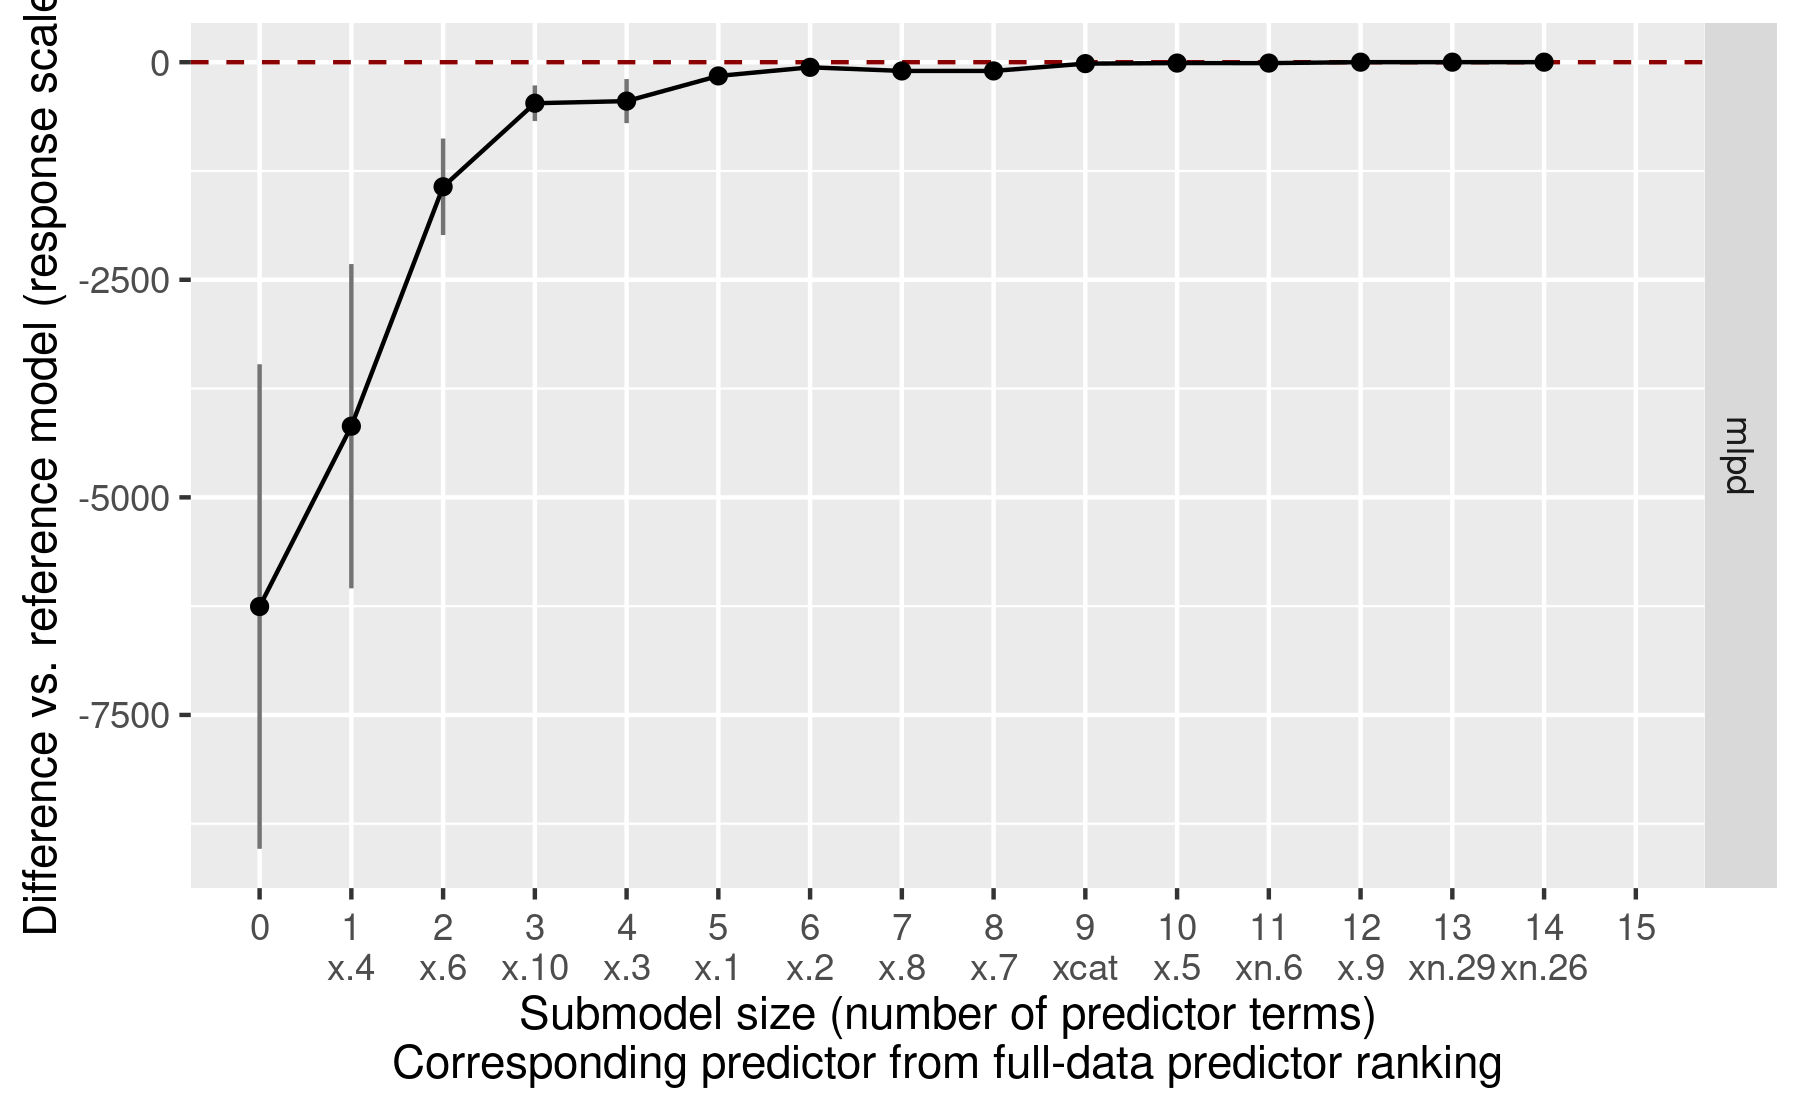 Difference vs. reference model (response scale
0
-2500
-5000
-7500
mlpd
0 1 2 3 4 5 6 7 8 9 10 11 12 13 14 15
x.4 x.6 x.10 x.3 x.1 x.2 x.8 x.7 xcat x.5 xn.6 x.9 xn.29 xn.26
Submodel size (number of predictor terms)
Corresponding predictor from full-data predictor ranking